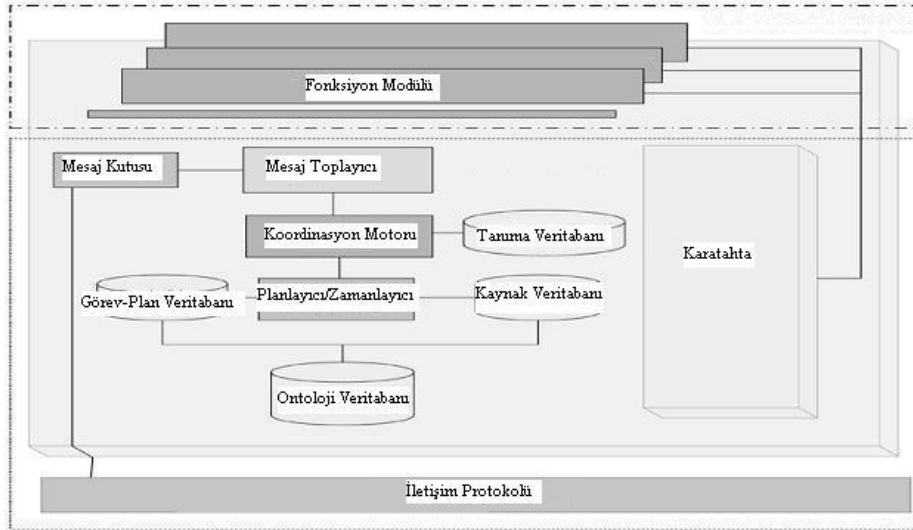 Fonksiyon Modülü
Mesaj Kutusu
Mesaj Toplayıcı
Koordinasyon Motoru
Tanıma Veritabanı
Karatahta
Görev-Plan Veritabanı
Planlayıcı/Zamanlayıcı
Kaynak Veritabanı
Ontoloji Veritabanı
İletişim Protokolü